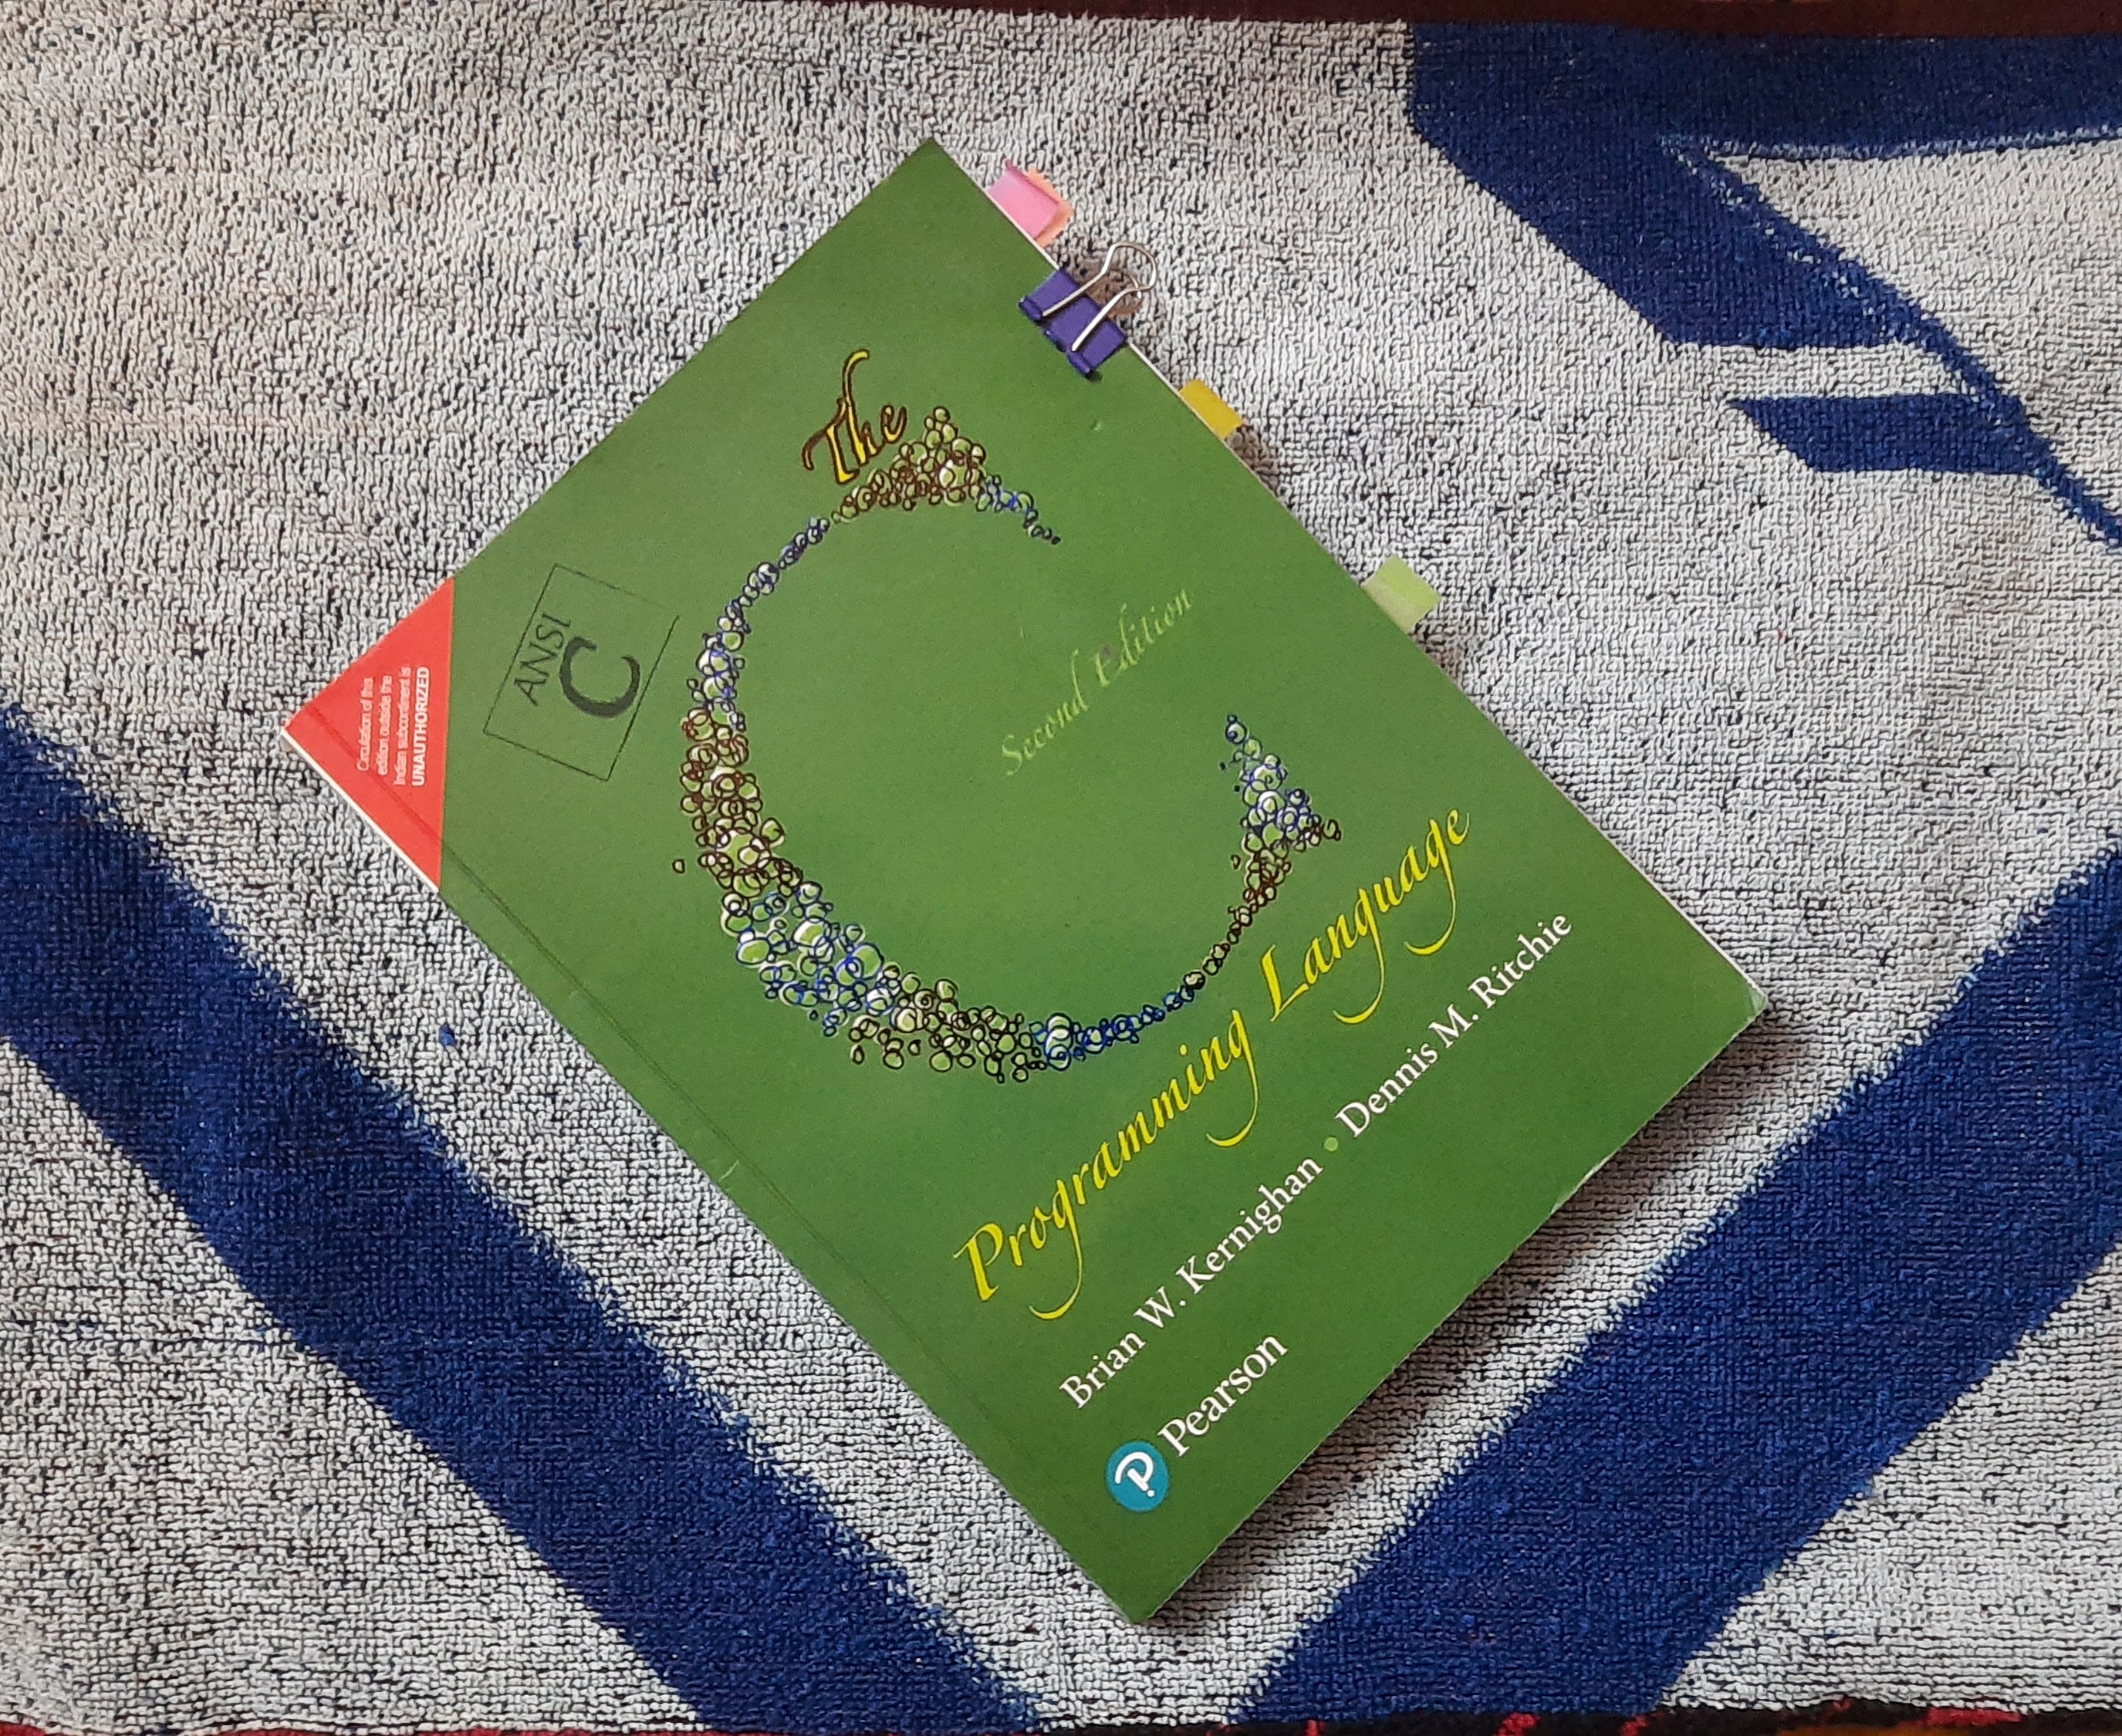 Circulation of this
edition outside the
Indian subcontinent is
UNAUTHORIZED
ANSI
C
The
Second Edition
Programming Language
Brian W. Kernighan • Dennis M. Ritchie
Pearson